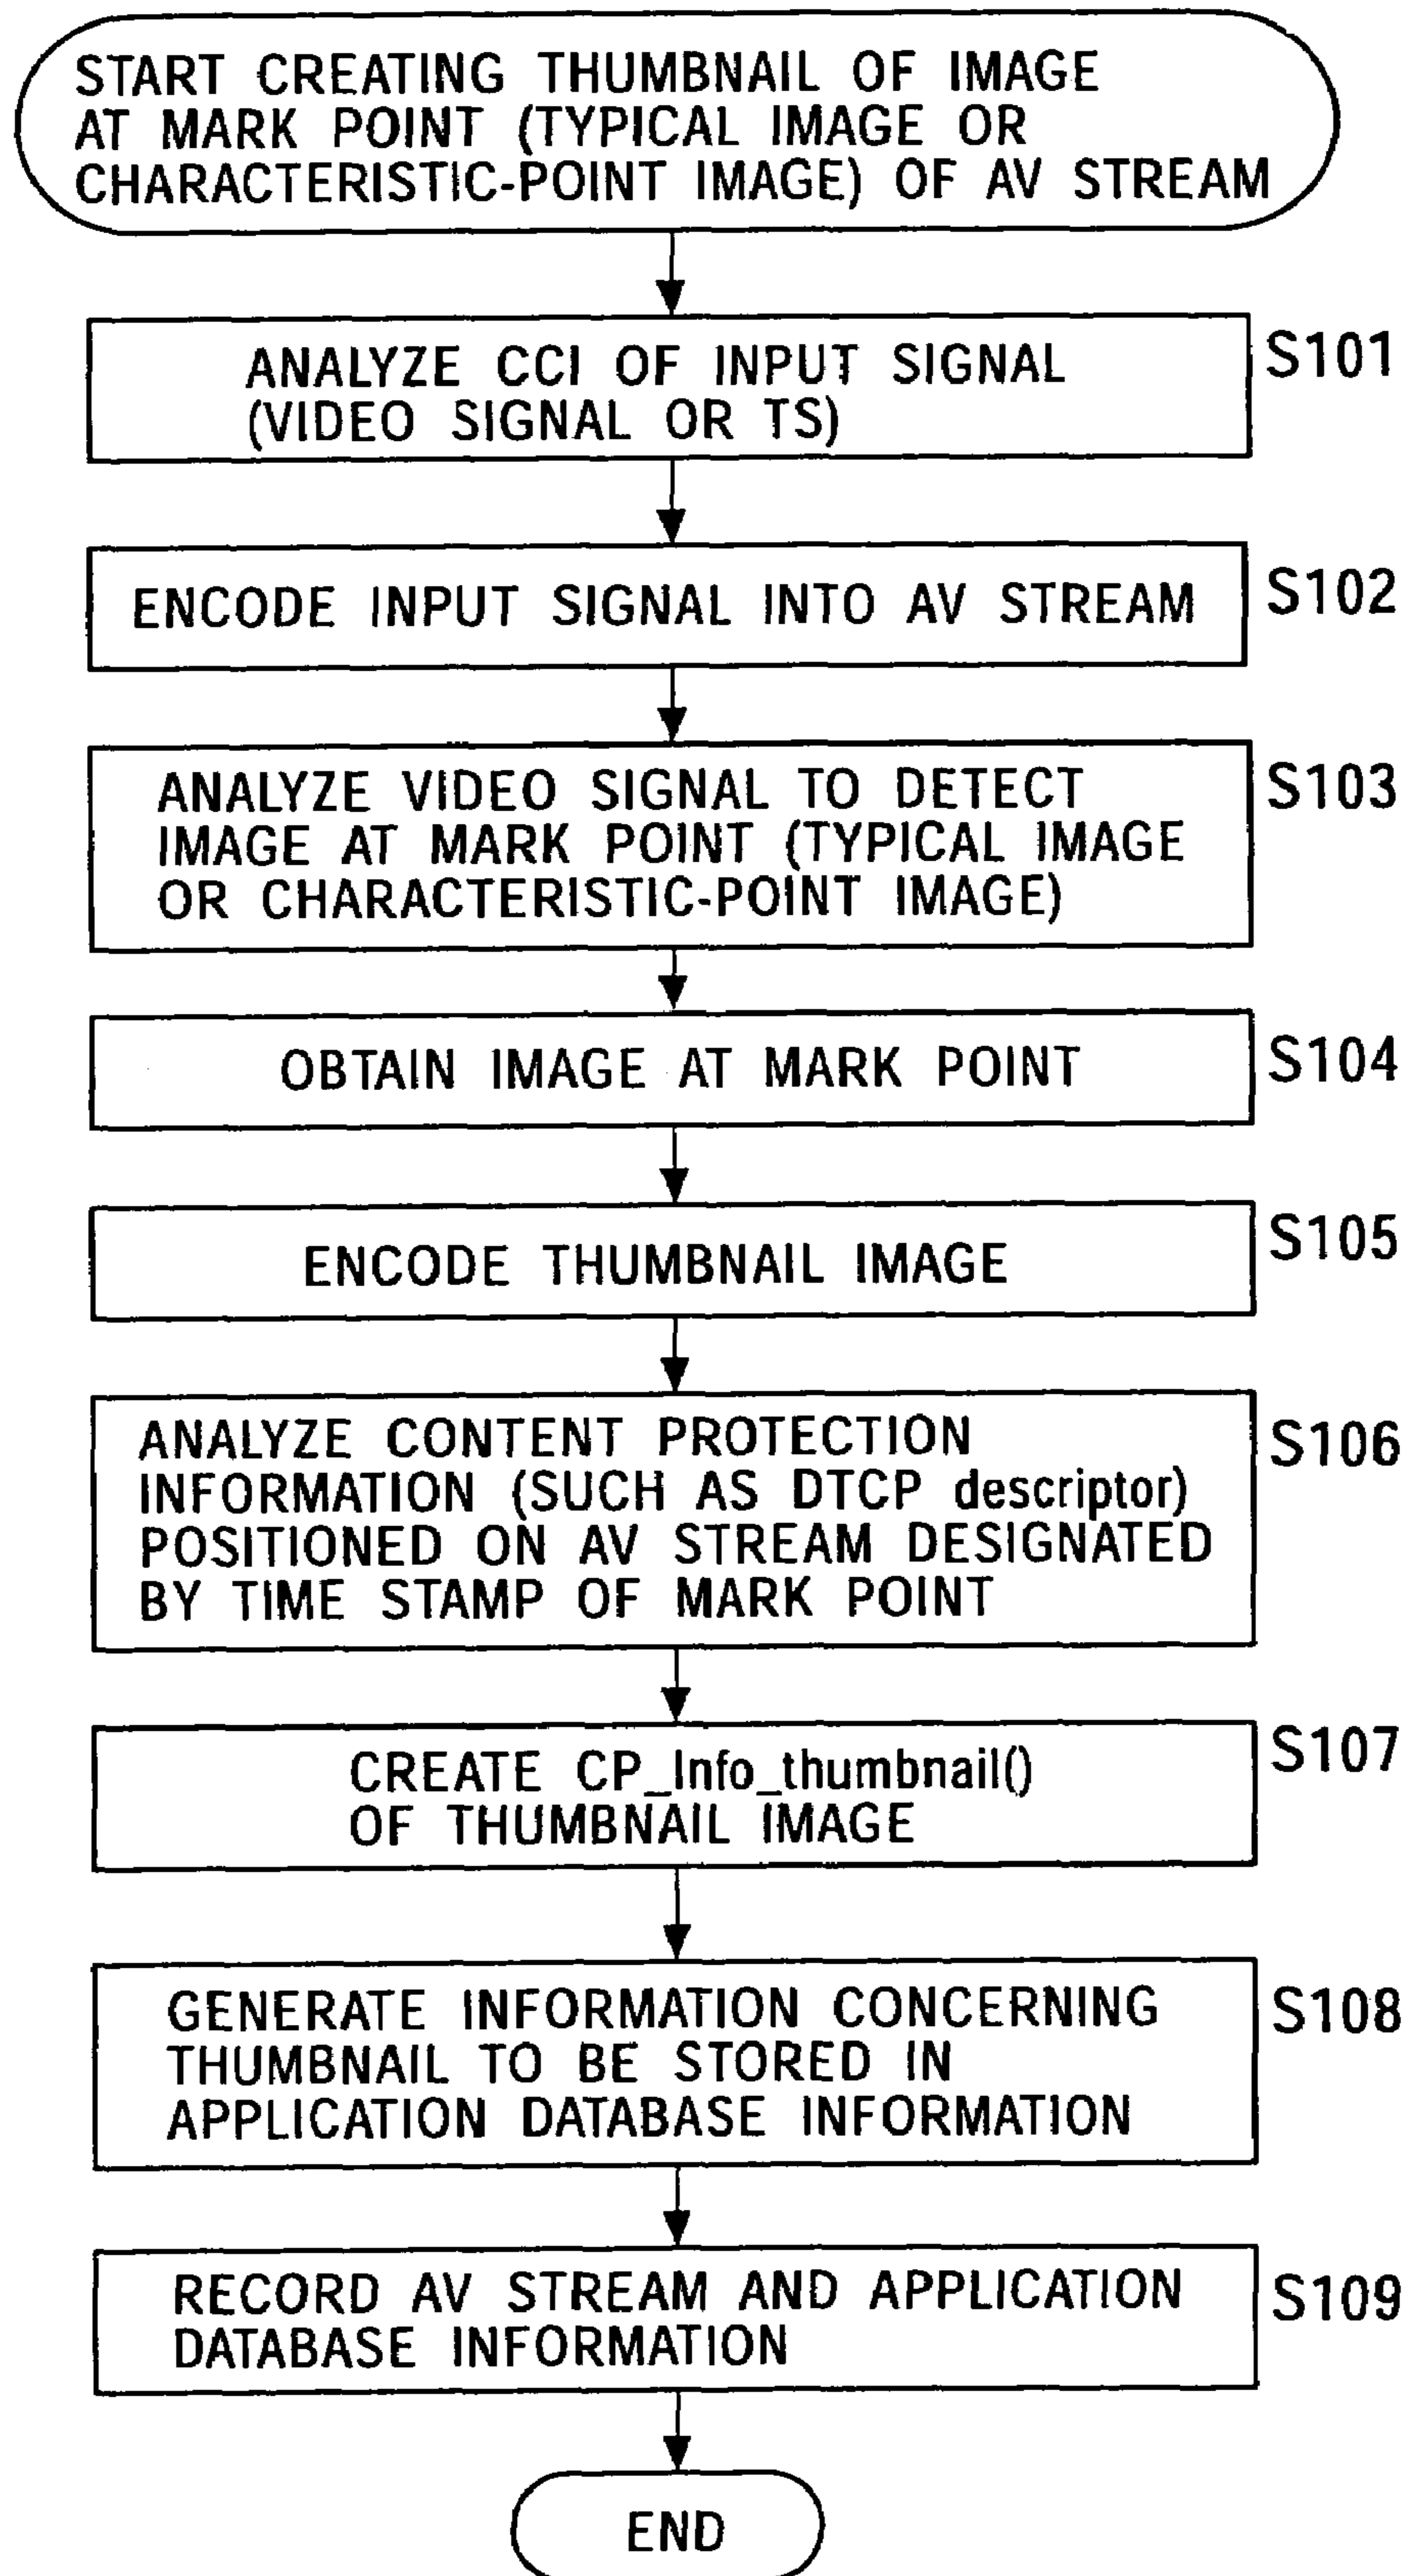 START CREATING THUMBNAIL OF IMAGE
AT MARK POINT (TYPICAL IMAGE OR
CHARACTERISTIC-POINT IMAGE) OF AV STREAM
ANALYZE CCI OF INPUT SIGNAL
(VIDEO SIGNAL OR TS)
S101
ENCODE INPUT SIGNAL INTO AV STREAM
S102
ANALYZE VIDEO SIGNAL TO DETECT
IMAGE AT MARK POINT (TYPICAL IMAGE
OR CHARACTERISTIC-POINT IMAGE)
S103
OBTAIN IMAGE AT MARK POINT
S104
ENCODE THUMBNAIL IMAGE
S105
ANALYZE CONTENT PROTECTION
INFORMATION (SUCH AS DTCP descriptor)
POSITIONED ON AV STREAM DESIGNATED
BY TIME STAMP OF MARK POINT
S106
CREATE CP_Info_thumbnail()
OF THUMBNAIL IMAGE
S107
GENERATE INFORMATION CONCERNING
THUMBNAIL TO BE STORED IN
APPLICATION DATABASE INFORMATION
S108
RECORD AV STREAM AND APPLICATION
DATABASE INFORMATION
S109
END